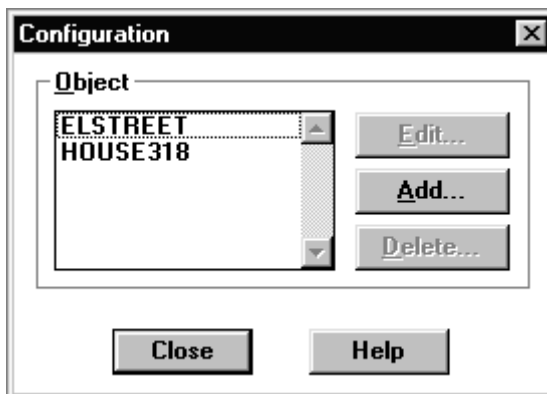 Configuration
Object
ELSTREET
HOUSE318
Edit...
Add...
Delete...
Close
Help